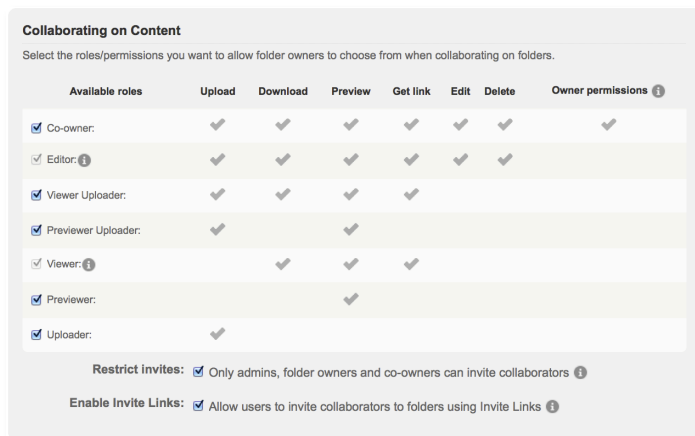 Collaborating on Content
Select the roles/permissions you want to allow folder owners to choose from when collaborating on folders.
Available roles Upload Download Preview Get link Edit Delete Owner permissions i
Co-owner:
Editor: i
Viewer Uploader:
Previewer Uploader:
Viewer: i
Previewer:
Uploader:
Restrict invites: Only admins, folder owners and co-owners can invite collaborators i
Enable Invite Links: Allow users to invite collaborators to folders using Invite Links i